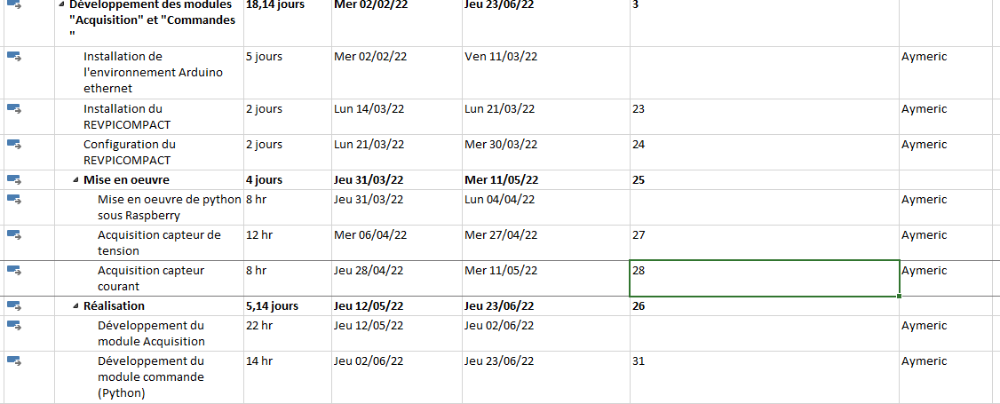 Développement des modules 18,14 jours Mer 02/02/22 Jeu 23/06/22 3
"Acquisition" et "Commandes
"
Installation de 5 jours Mer 02/02/22 Ven 11/03/22 Aymeric
l'environnement Arduino
ethernet
Installation du 2 jours Lun 14/03/22 Lun 21/03/22 23 Aymeric
REVPICOMPACT
Configuration du 2 jours Lun 21/03/22 Mer 30/03/22 24 Aymeric
REVPICOMPACT
Mise en oeuvre 4 jours Jeu 31/03/22 Mer 11/05/22 25
Mise en oeuvre de python 8 hr Jeu 31/03/22 Lun 04/04/22 Aymeric
sous Raspberry
Acquisition capteur de 12 hr Mer 06/04/22 Mer 27/04/22 27 Aymeric
tension
Acquisition capteur 8 hr Jeu 28/04/22 Mer 11/05/22 28 Aymeric
courant
Réalisation 5,14 jours Jeu 12/05/22 Jeu 23/06/22 26
Développement du 22 hr Jeu 12/05/22 Jeu 02/06/22 Aymeric
module Acquisition
Développement du 14 hr Jeu 02/06/22 Jeu 23/06/22 31 Aymeric
module commande
(Python)